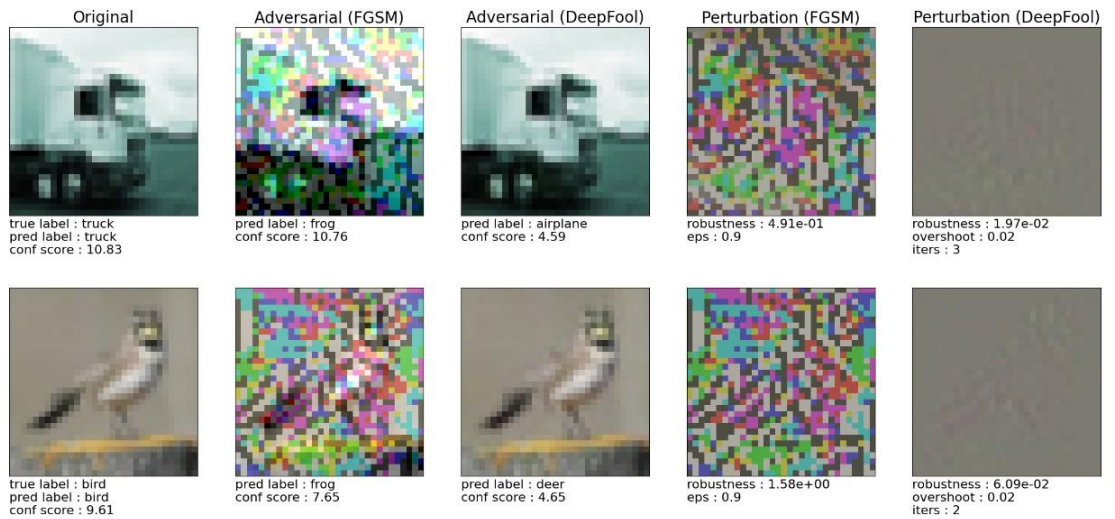 Original
Adversarial (FGSM)
Adversarial (DeepFool)
Perturbation (FGSM)
Perturbation (DeepFool)
true label : truck
pred label : truck
conf score : 10.83
pred label : frog
conf score : 10.76
pred label : airplane
conf score : 4.59
robustness : 4.91e-01
eps : 0.9
robustness : 1.97e-02
overshoot : 0.02
iters : 3
true label : bird
pred label : bird
conf score : 9.61
pred label : frog
conf score : 7.65
pred label : deer
conf score : 4.65
robustness : 1.58e+00
eps : 0.9
robustness : 6.09e-02
overshoot : 0.02
iters : 2